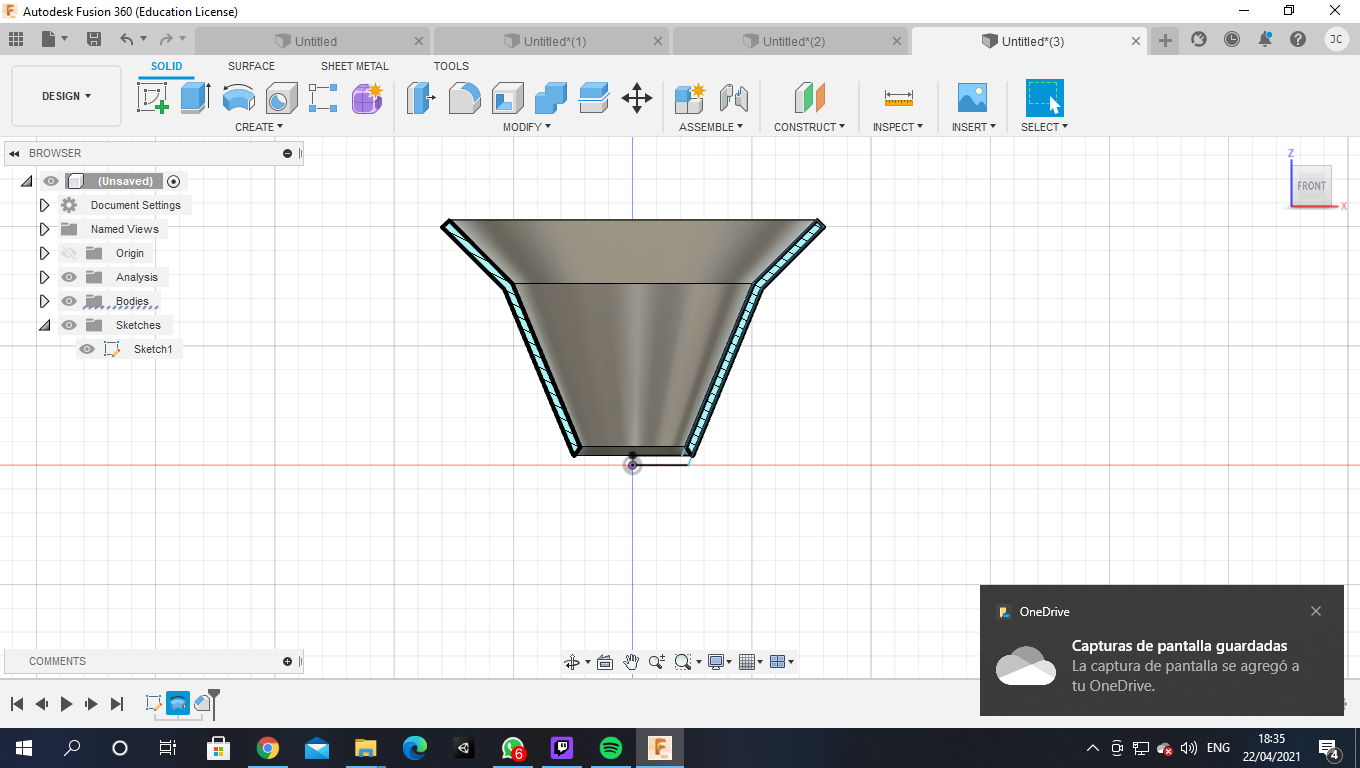 Autodesk Fusion 360 (Education License)
Untitled
Untitled*(1)
Untitled*(2)
Untitled*(3)
JC
SOLID
SURFACE
SHEET METAL
TOOLS
DESIGN
CREATE
MODIFY
ASSEMBLE
CONSTRUCT
INSPECT
INSERT
SELECT
BROWSER
(Unsaved)
Document Settings
Named Views
Origin
Analysis
Bodies
Sketches
Sketch1
Z
FRONT
X
COMMENTS
OneDrive
Capturas de pantalla guardadas
La captura de pantalla se agregó a
tu OneDrive.
6
ENG
18:35
22/04/2021
4